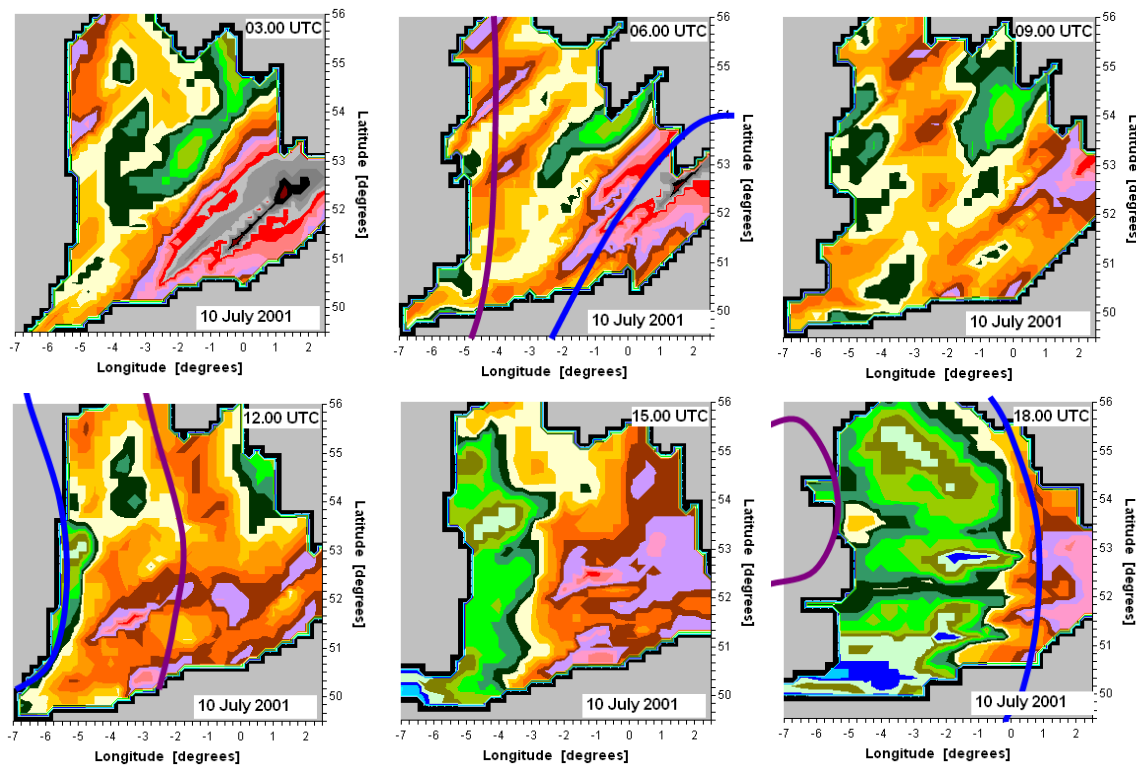 03.00 UTC
56
55
54
53
52
51
50
Latitude [degrees]
10 July 2001
-7 -6 -5 -4 -3 -2 -1 0 1 2
Longitude [degrees]
06.00 UTC
56
55
54
53
52
51
50
Latitude [degrees]
10 July 2001
-7 -6 -5 -4 -3 -2 -1 0 1 2
Longitude [degrees]
09.00 UTC
56
55
54
53
52
51
50
Latitude [degrees]
10 July 2001
-7 -6 -5 -4 -3 -2 -1 0 1 2
Longitude [degrees]
12.00 UTC
56
55
54
53
52
51
50
Latitude [degrees]
10 July 2001
-7 -6 -5 -4 -3 -2 -1 0 1 2
Longitude [degrees]
15.00 UTC
56
55
54
53
52
51
50
Latitude [degrees]
10 July 2001
-7 -6 -5 -4 -3 -2 -1 0 1 2
Longitude [degrees]
18.00 UTC
56
55
54
53
52
51
50
Latitude [degrees]
10 July 2001
-7 -6 -5 -4 -3 -2 -1 0 1 2
Longitude [degrees]